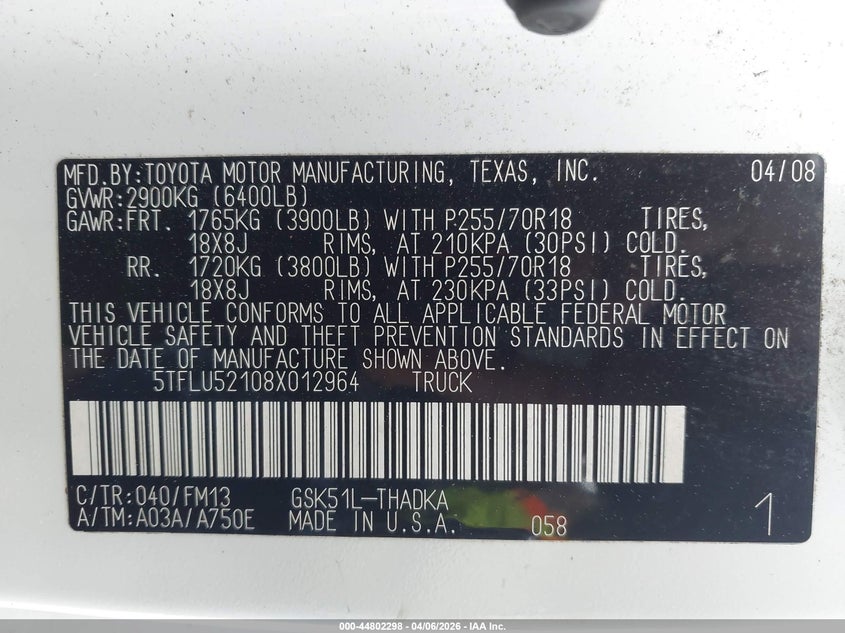 MFD.BY:TOYOTA MOTOR MANUFACTURING, TEXAS, INC. 04/08
GVWR:2900KG (6400LB)
GAWR:FRT. 1765KG (3900LB) WITH P255/70R18 TIRES,
18X8J RIMS, AT 210KPA (30PSI) COLD.
RR. 1720KG (3800LB) WITH P255/70R18 TIRES,
18X8J RIMS, AT 230KPA (33PSI) COLD.
THIS VEHICLE CONFORMS TO ALL APPLICABLE FEDERAL MOTOR
VEHICLE SAFETY AND THEFT PREVENTION STANDARDS IN EFFECT ON
THE DATE OF MANUFACTURE SHOWN ABOVE.
5TFLU52108X012964 TRUCK
C/TR:040/FM13 GSK51L-THADKA
A/TM:A03A/A750E MADE IN U.S.A. 058 1
000-44802298 - 04/06/2026 - IAA Inc.